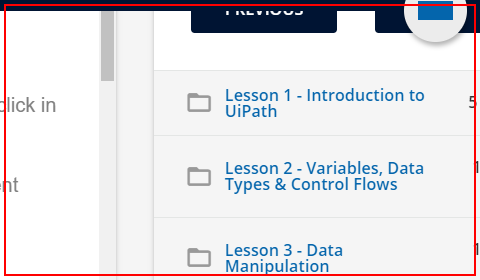 PREVIOUS
click in
Lesson 1 - Introduction to
UiPath
5
Lesson 2 - Variables, Data
Types & Control Flows
1
Lesson 3 - Data
Manipulation
1